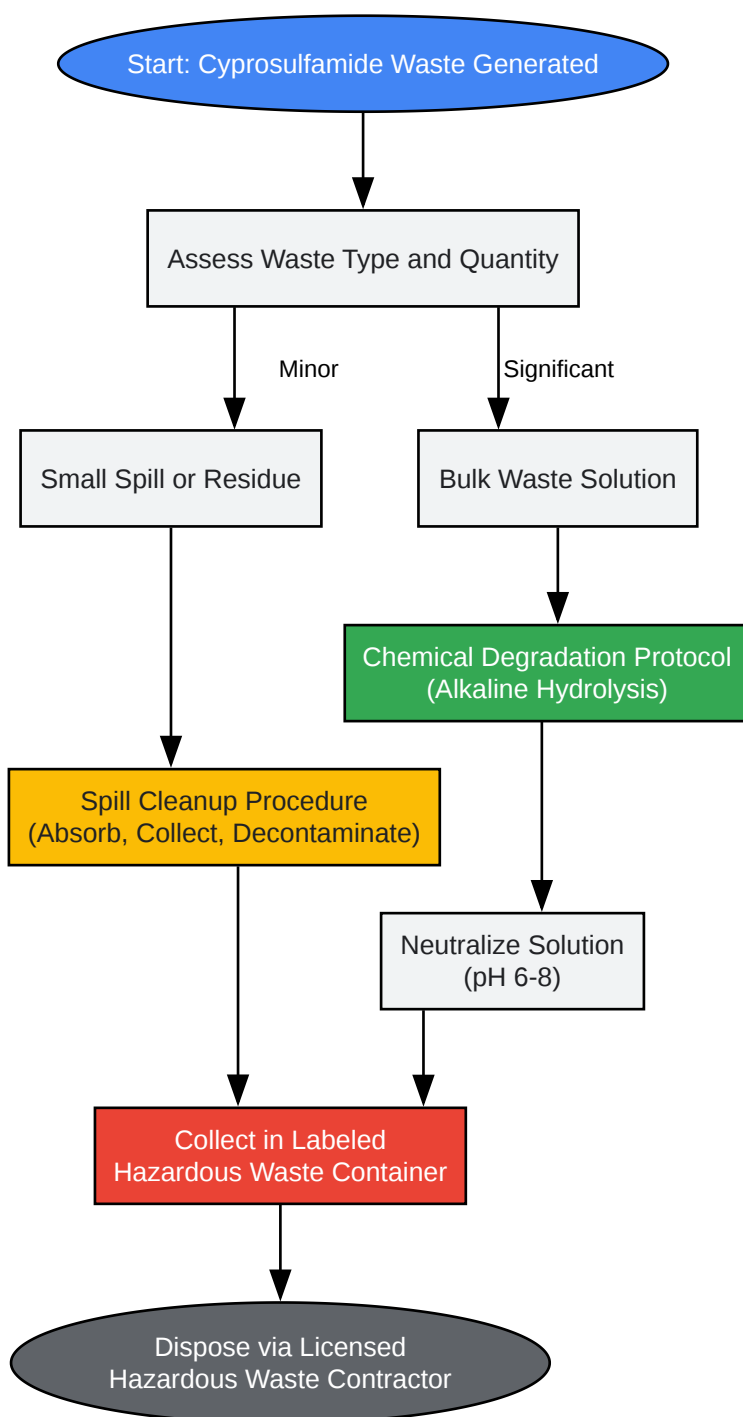 Start: Cyprosulfamide Waste Generated
Assess Waste Type and Quantity
Minor
Significant
Small Spill or Residue
Bulk Waste Solution
Chemical Degradation Protocol
(Alkaline Hydrolysis)
Spill Cleanup Procedure
(Absorb, Collect, Decontaminate)
Neutralize Solution
(pH 6-8)
Collect in Labeled
Hazardous Waste Container
Dispose via Licensed
Hazardous Waste Contractor